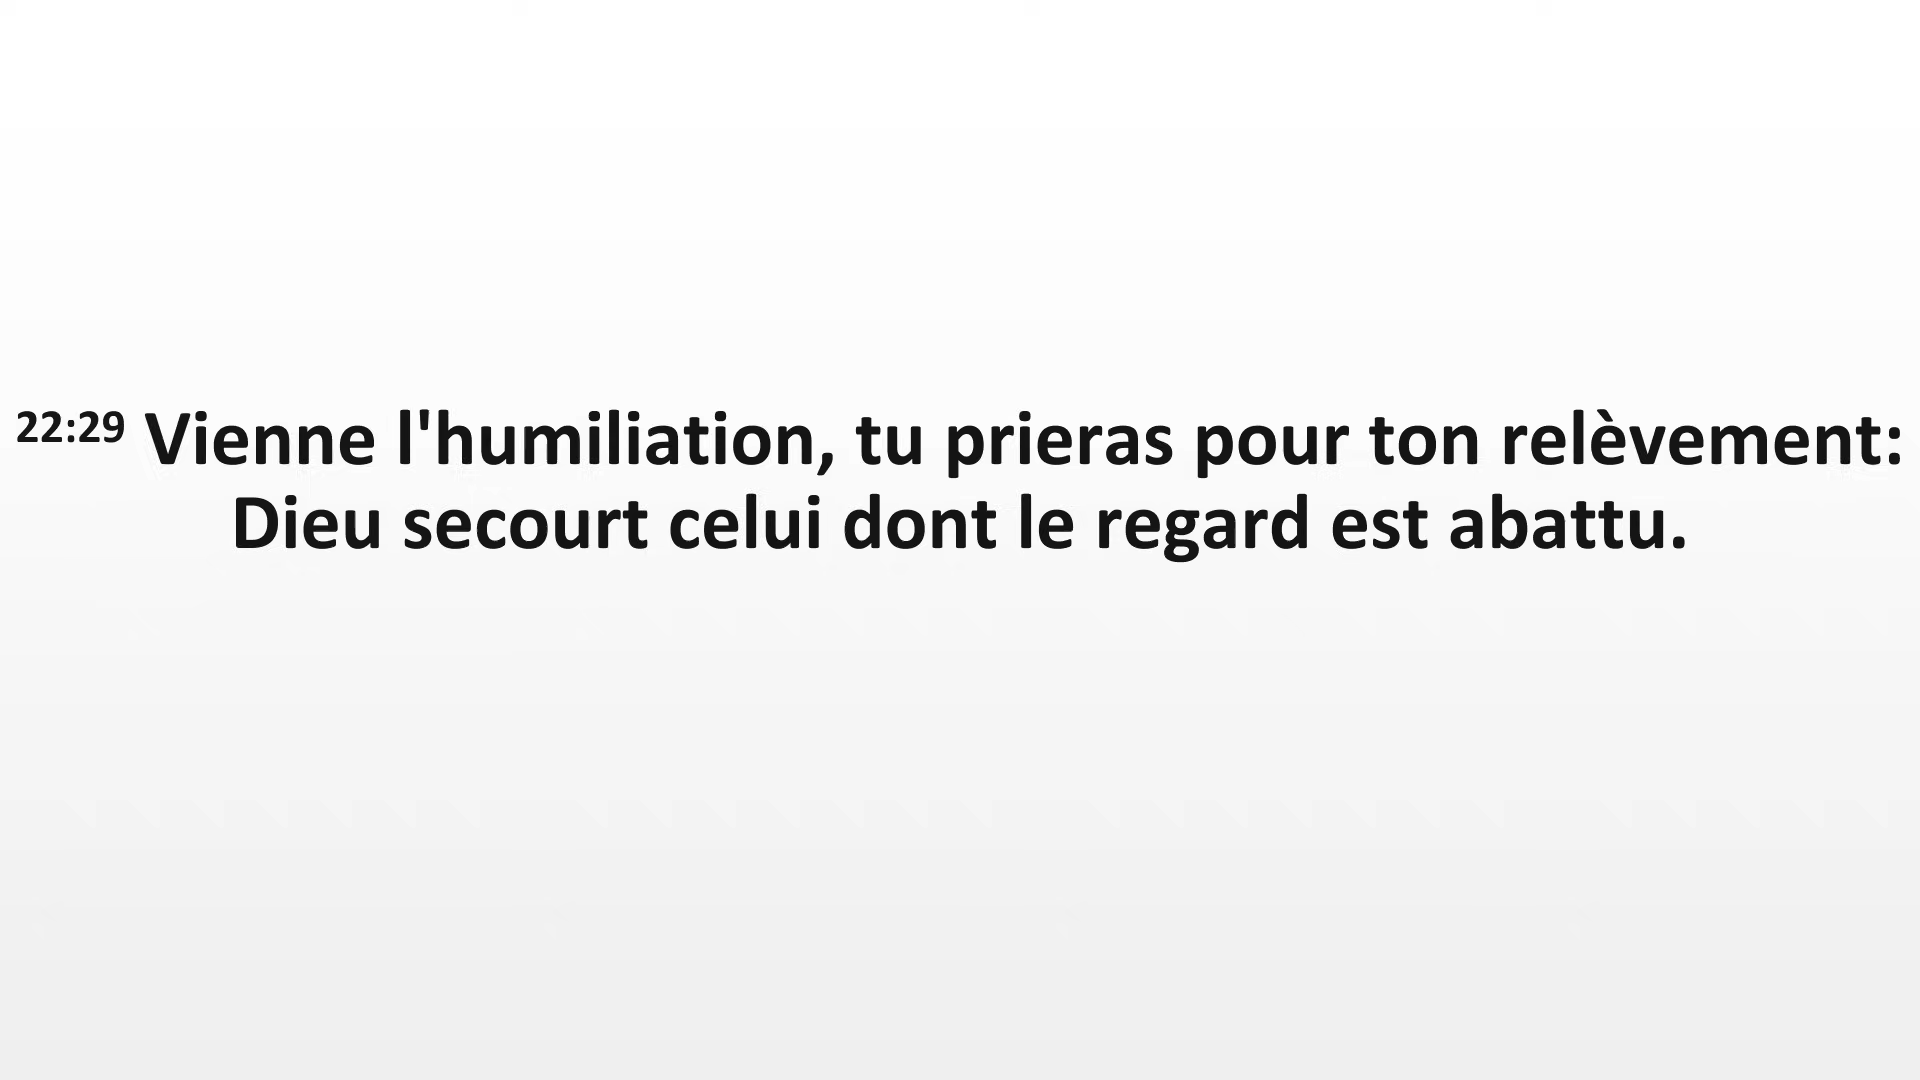 22:29 Vienne l'humiliation, tu prieras pour ton relèvement:
Dieu secourt celui dont le regard est abattu.